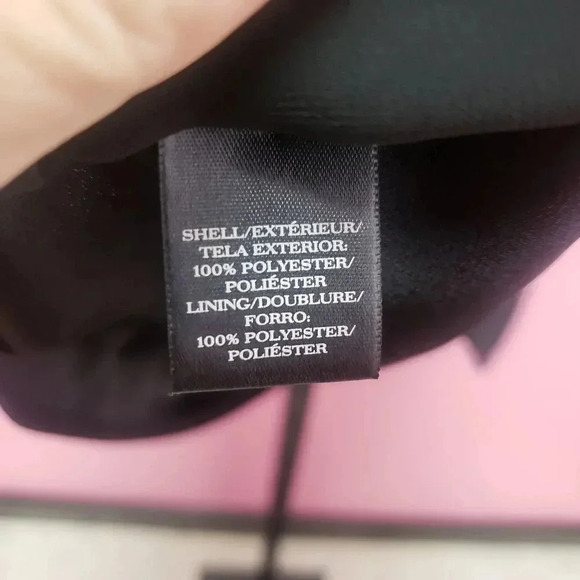 SHELL/EXTÉRIEUR/
TELA EXTERIOR:
100% POLYESTER/
POLIÉSTER
LINING/DOUBLURE/
FORRO:
100% POLYESTER/
POLIÉSTER